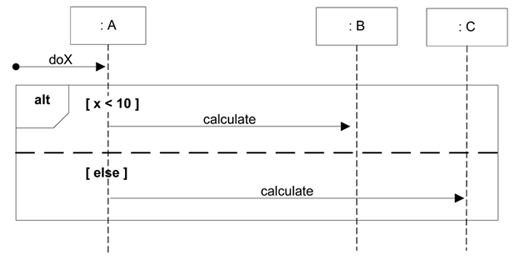 : A
: B
: C
doX
alt
[ x < 10 ]
calculate
[ else ]
calculate